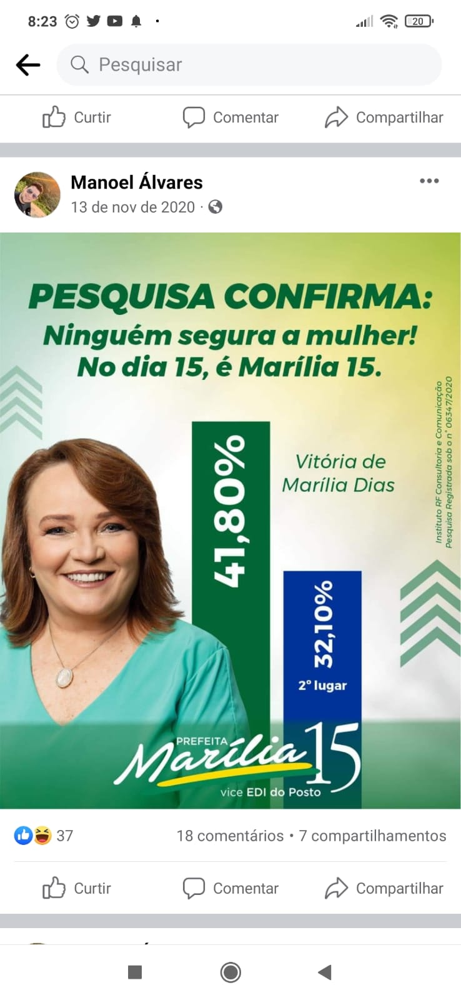 8:23
20
Pesquisar
Curtir Comentar Compartilhar
Manoel Álvares
13 de nov de 2020 ·
PESQUISA CONFIRMA:
Ninguém segura a mulher!
No dia 15, é Marília 15.
Instituto RF Consultoria e Comunicação
Pesquisa Registrada sob o n° 06347/2020
41,80%
Vitória de
Marília Dias
32,10%
2º lugar
PREFEITA
Marília 15
vice EDI do Posto
37 18 comentários • 7 compartilhamentos
Curtir Comentar Compartilhar